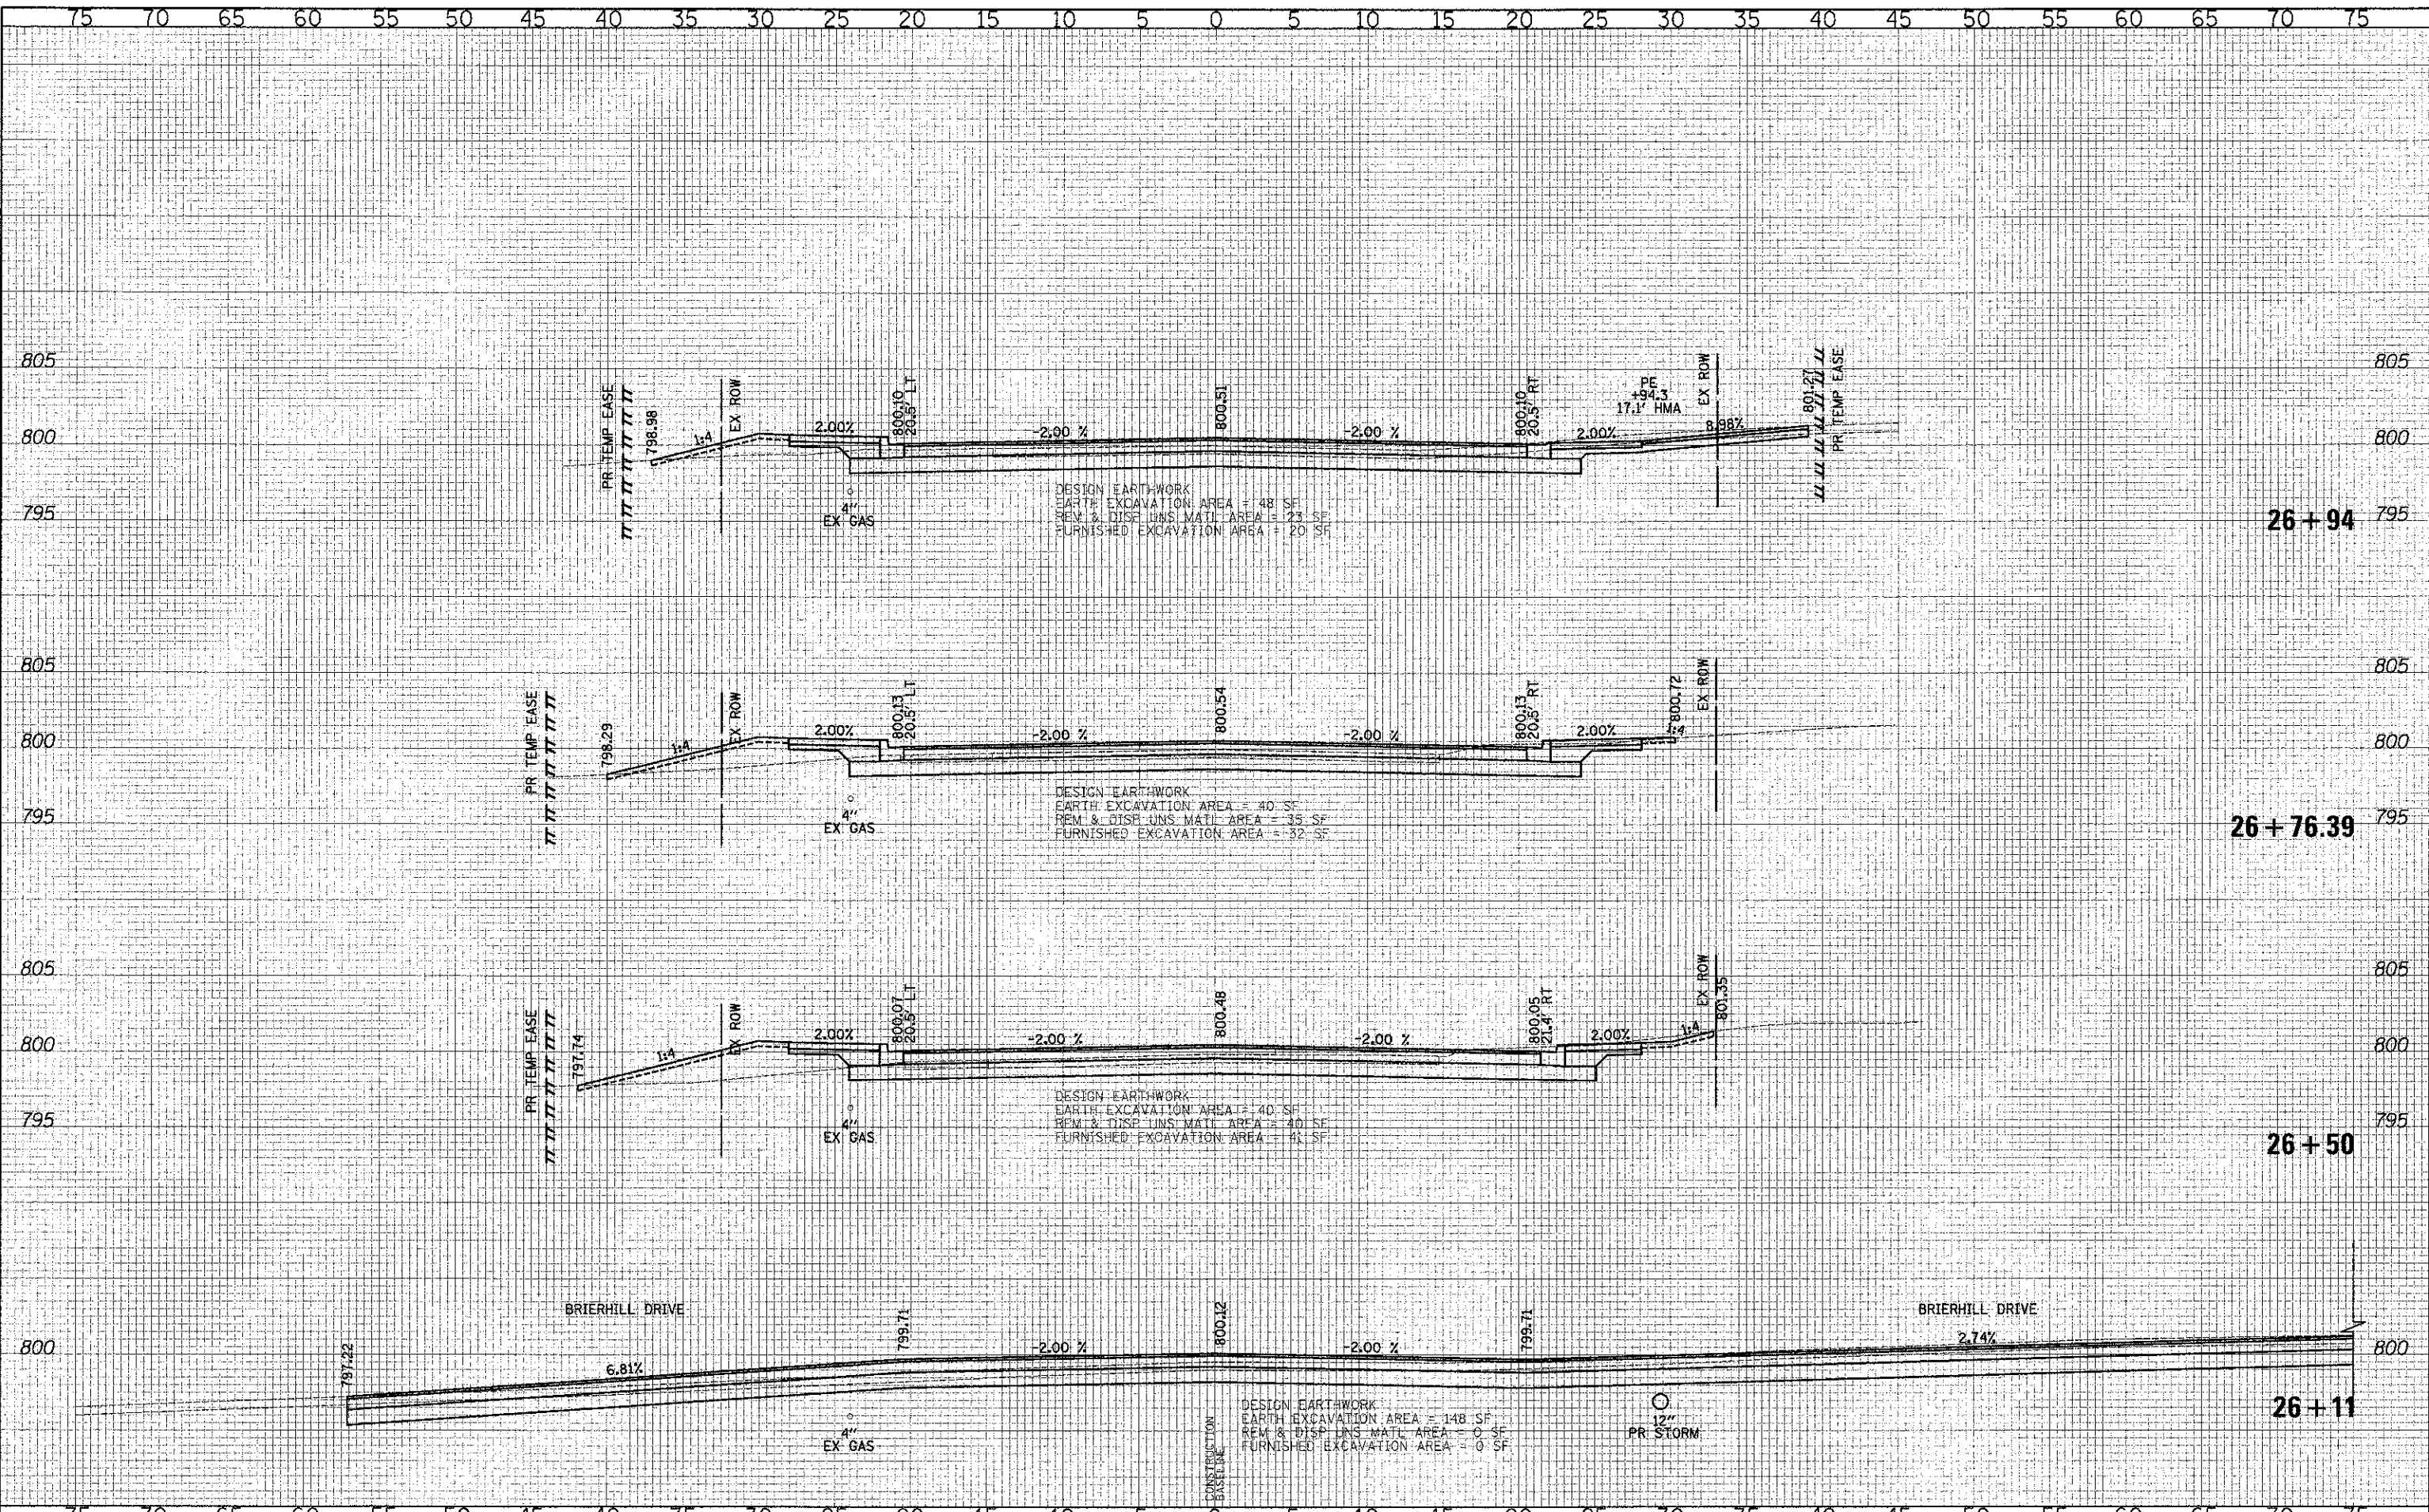 75 70 65 60 55 50 45 40 35 30 25 20 15 10 5 0 5 10 15 20 25 30 35 40 45 50 55 60 65 70 75
805
805
PR TEMP EASE
798.98
1:4
EX ROW
2.00%
800.10
20.5' LT
-2.00 %
800.51
-2.00 %
800.10
20.5' RT
2.00%
PE
+94.3
17.1' HMA
EX ROW
8.98%
801.27
PR TEMP EASE
800
800
4"
EX GAS
DESIGN EARTHWORK
EARTH EXCAVATION AREA = 48 SF
REM & DISP UNS MATL AREA = 23 SF
FURNISHED EXCAVATION AREA = 20 SF
795
795
26 + 94
805
805
PR TEMP EASE
798.29
1:4
EX ROW
2.00%
800.13
20.5' LT
-2.00 %
800.54
-2.00 %
800.13
20.5' RT
2.00%
1:4
800.72
EX ROW
800
800
4"
EX GAS
DESIGN EARTHWORK
EARTH EXCAVATION AREA = 40 SF
REM & DISP UNS MATL AREA = 35 SF
FURNISHED EXCAVATION AREA = 32 SF
795
795
26 + 76.39
805
805
PR TEMP EASE
797.74
1:4
EX ROW
2.00%
800.07
20.5' LT
-2.00 %
800.48
-2.00 %
800.05
21.4' RT
2.00%
1:4
EX ROW
801.35
800
800
4"
EX GAS
DESIGN EARTHWORK
EARTH EXCAVATION AREA = 40 SF
REM & DISP UNS MATL AREA = 40 SF
FURNISHED EXCAVATION AREA = 41 SF
795
795
26 + 50
BRIERHILL DRIVE
BRIERHILL DRIVE
800
797.22
6.81%
799.71
-2.00 %
800.12
-2.00 %
799.71
2.74%
800
4"
EX GAS
CONSTRUCTION
BASELINE
DESIGN EARTHWORK
EARTH EXCAVATION AREA = 148 SF
REM & DISP UNS MATL AREA = 0 SF
FURNISHED EXCAVATION AREA = 0 SF
12"
PR STORM
26 + 11